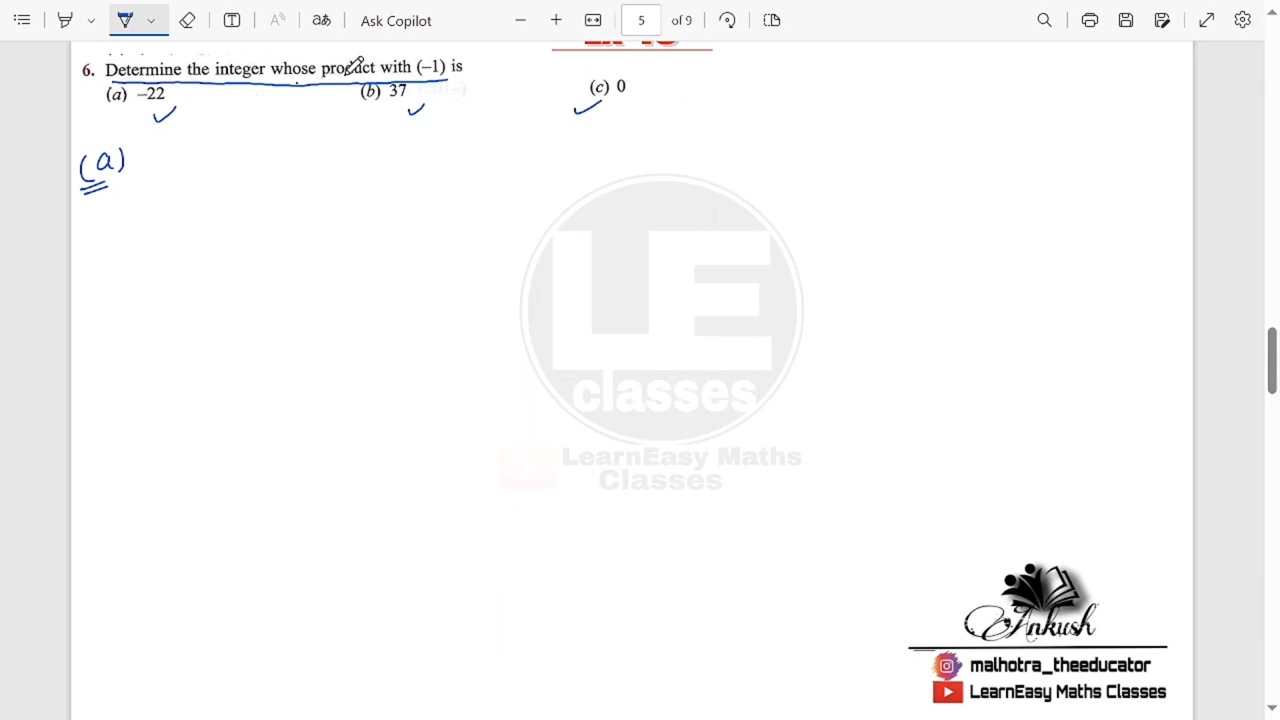 Ask Copilot
5 of 9
6. Determine the integer whose product with (–1) is
(a) –22 (b) 37 (c) 0
(a)
LE
classes
LearnEasy Maths
Classes
Ankush
malhotra_theeducator
LearnEasy Maths Classes